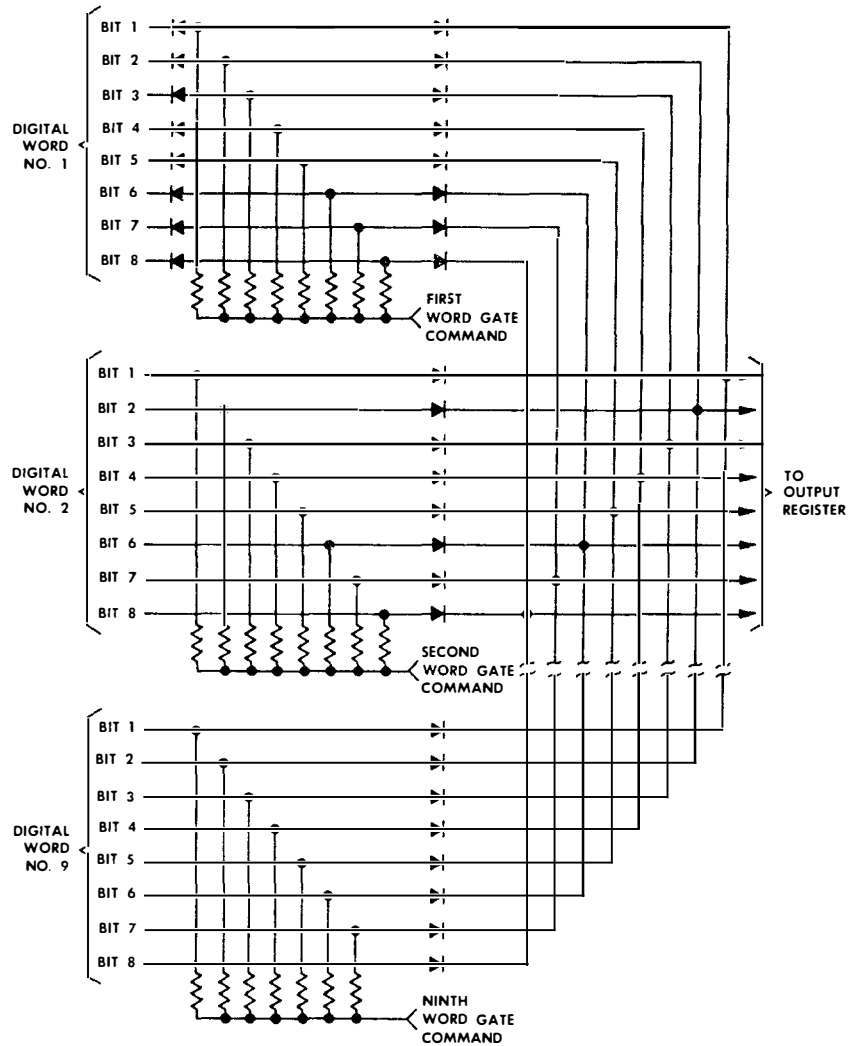 BIT 1
BIT 2
BIT 3
BIT 4
BIT 5
BIT 6
BIT 7
BIT 8
DIGITAL
WORD
NO. 1
FIRST
WORD GATE
COMMAND
BIT 1
BIT 2
BIT 3
BIT 4
BIT 5
BIT 6
BIT 7
BIT 8
DIGITAL
WORD
NO. 2
TO
OUTPUT
REGISTER
SECOND
WORD GATE
COMMAND
BIT 1
BIT 2
BIT 3
BIT 4
BIT 5
BIT 6
BIT 7
BIT 8
DIGITAL
WORD
NO. 9
NINTH
WORD GATE
COMMAND